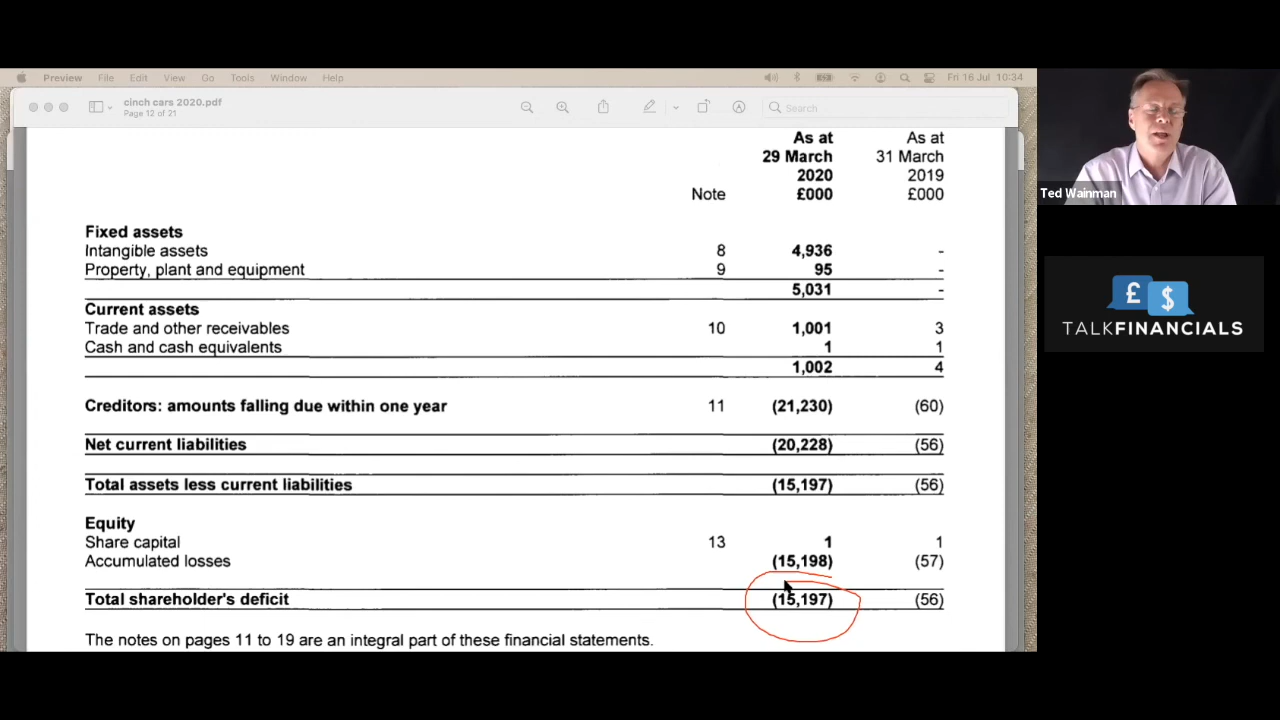 Preview File Edit View Go Tools Window Help Fri 16 Jul 10:34
cinch cars 2020.pdf
Page 12 of 21
Search
As at As at
29 March 31 March
2020 2019
Note £000 £000
Fixed assets
Intangible assets 8 4,936 -
Property, plant and equipment 9 95 -
5,031 -
Current assets
Trade and other receivables 10 1,001 3
Cash and cash equivalents 1 1
1,002 4
Creditors: amounts falling due within one year 11 (21,230) (60)
Net current liabilities (20,228) (56)
Total assets less current liabilities (15,197) (56)
Equity
Share capital 13 1 1
Accumulated losses (15,198) (57)
Total shareholder's deficit (15,197) (56)
The notes on pages 11 to 19 are an integral part of these financial statements.
Ted Wainman
£ $
TALKFINANCIALS